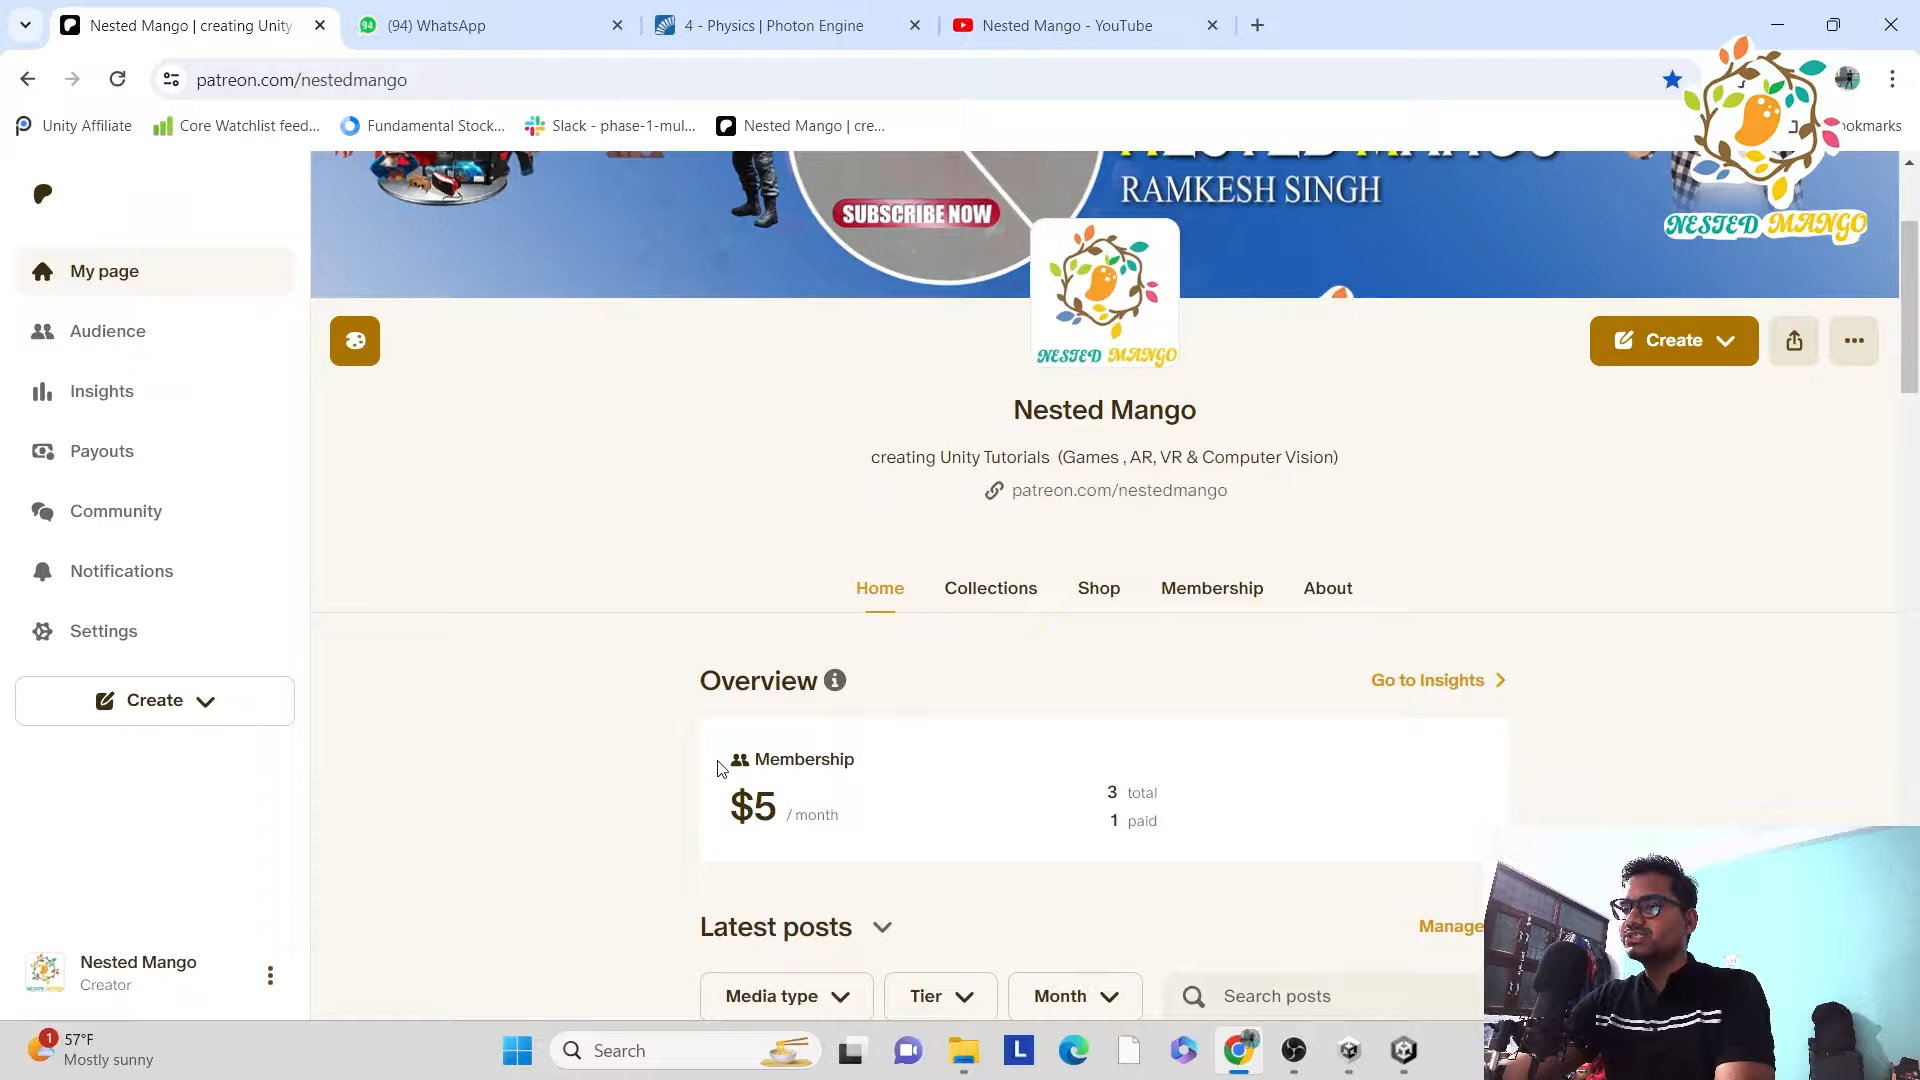 Nested Mango | creating Unity
(94) WhatsApp
4 - Physics | Photon Engine
Nested Mango - YouTube
patreon.com/nestedmango
Unity Affiliate
Core Watchlist feed...
Fundamental Stock...
Slack - phase-1-mul...
Nested Mango | cre...
NESTED MANGO
RAMKESH SINGH
SUBSCRIBE NOW
NESTED MANGO
My page
Audience
Insights
Payouts
Community
Notifications
Settings
Create
Nested Mango
Creator
Create
NESTED MANGO
Nested Mango
creating Unity Tutorials (Games , AR, VR & Computer Vision)
patreon.com/nestedmango
Home
Collections
Shop
Membership
About
Overview
Go to Insights
Membership
$5 / month
3 total
1 paid
Latest posts
Manage
Media type
Tier
Month
Search posts
1
57°F
Mostly sunny
Search